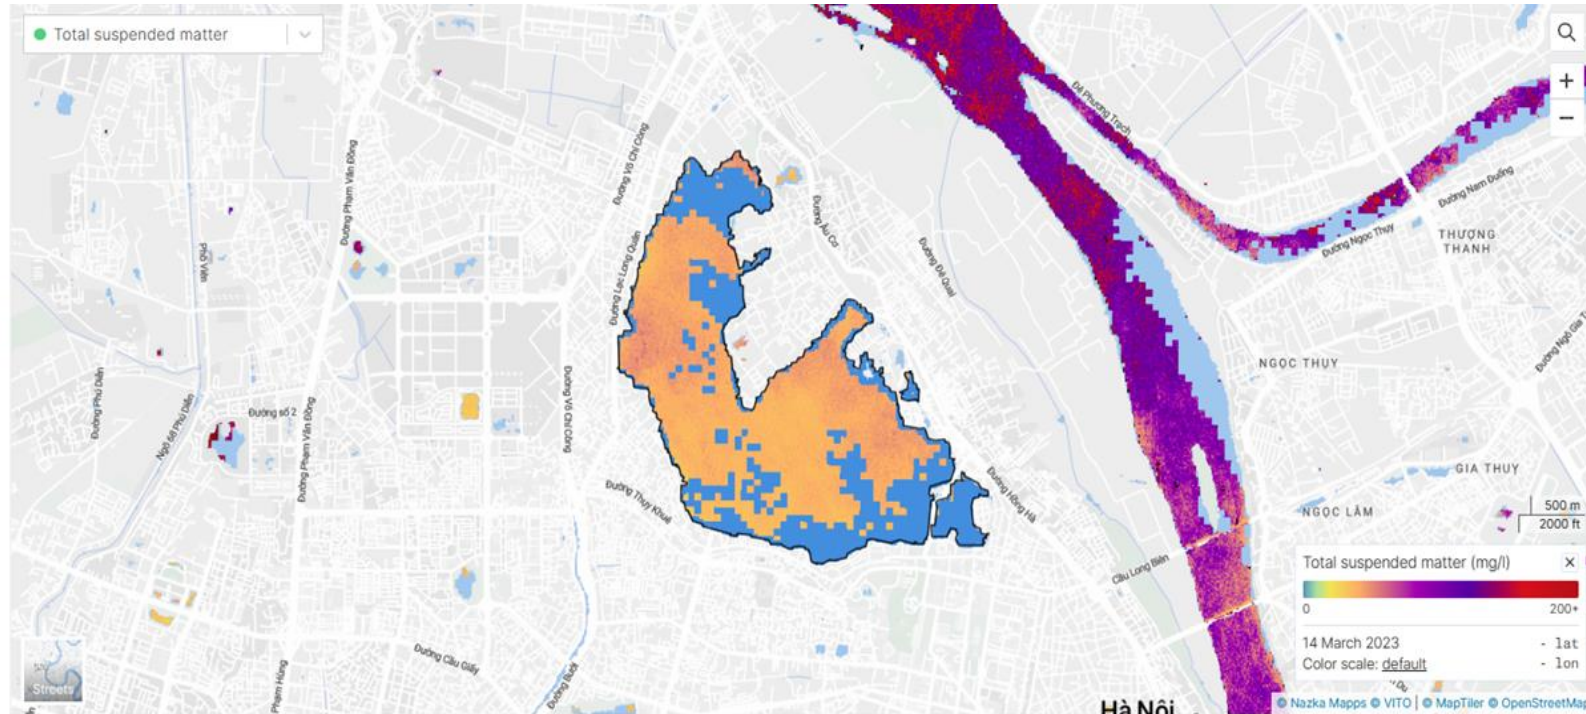 Total suspended matter
Đê Phương Trạch
Đường Võ Chí Công
Đường Phạm Văn Đồng
Đường Nam Đuống
Đường Âu Cơ
Phố Viên
Đường Lạc Long Quân
Đường Ngọc Thụy
THƯỢNG
THANH
Đường Đê Quai
NGỌC THỤY
Đường Phú Diễn
Đường Võ Chí Công
Đường số 2
Ngõ 68 Phú Diễn
Đường Phạm Văn Đồng
GIA THỤY
Đường Thụy Khuê
Đường Hồng Hà
NGỌC LÂM
500 m
2000 ft
Cầu Long Biên
Total suspended matter (mg/l)
0
200+
14 March 2023
- lat
Color scale: default
- lon
Đường Cầu Giấy
Đường Bưởi
Phạm Hùng
Streets
Hà Nội
© Nazka Mapps © VITO | © MapTiler © OpenStreetMap